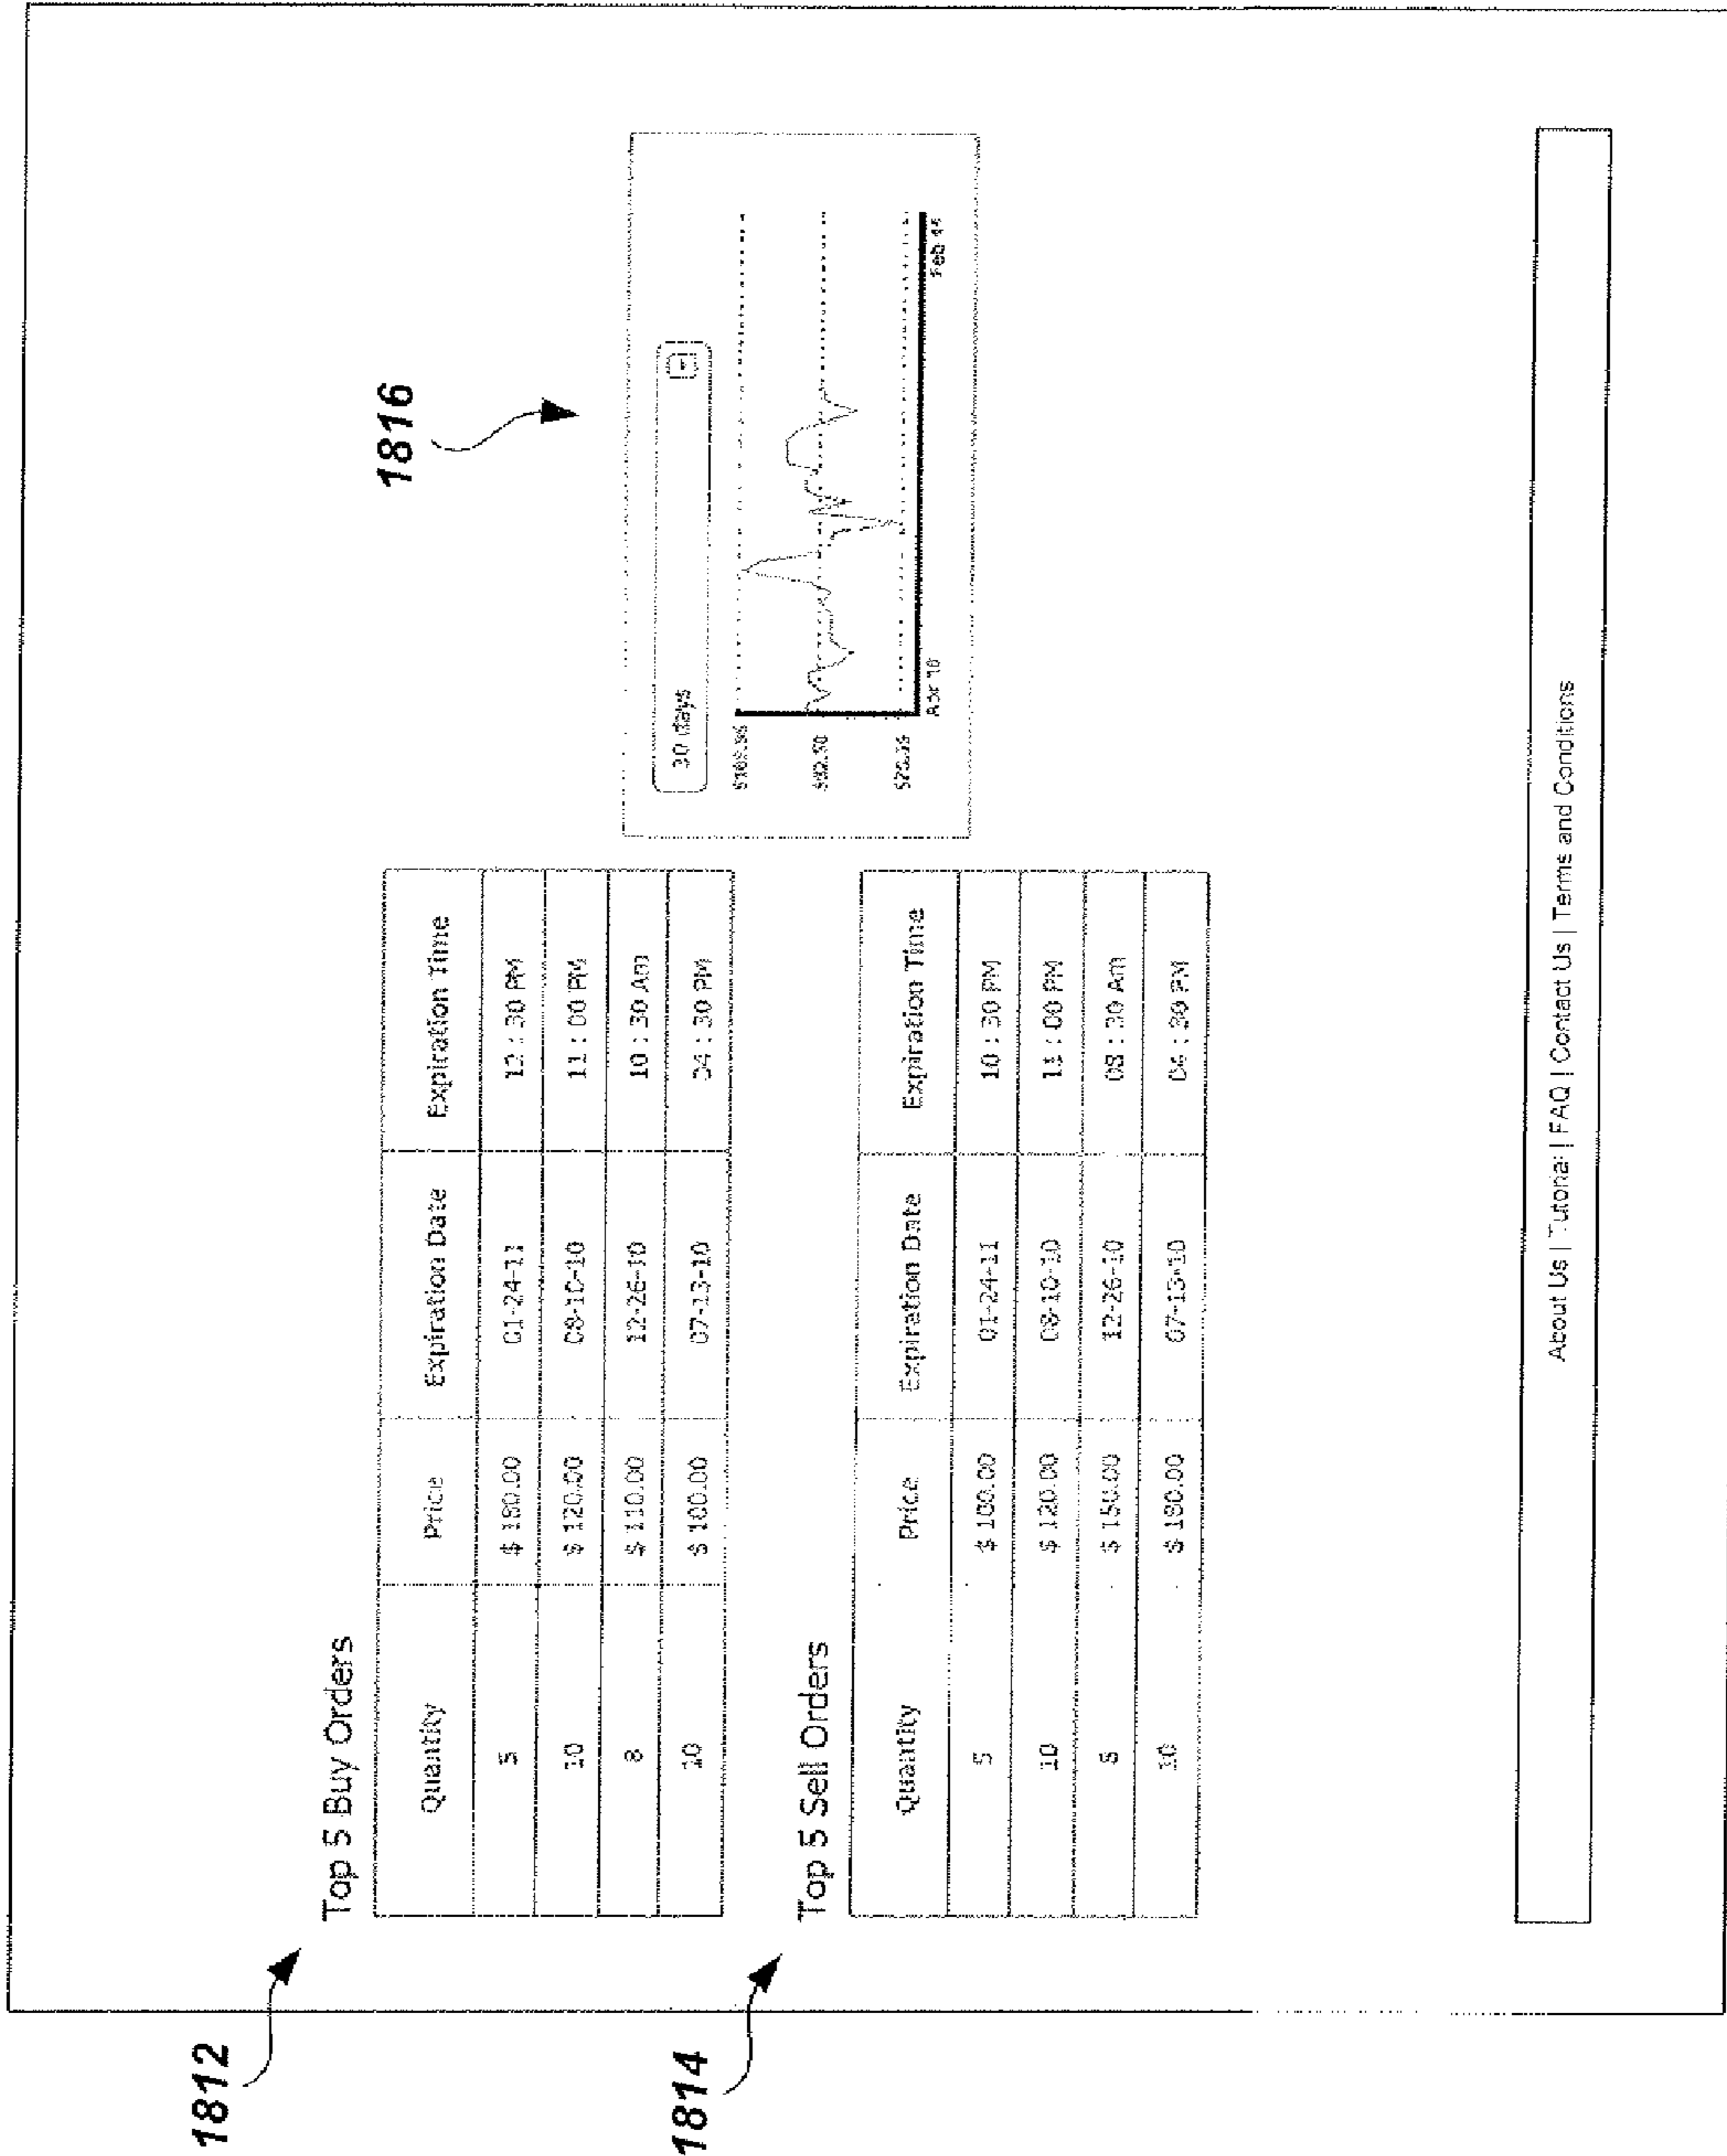 1812
Top 5 Buy Orders
Quantity Price Expiration Date Expiration Time
5 $ 180.00 01-24-11 12 : 30 PM
10 $ 120.00 08-10-10 11 : 00 PM
8 $ 110.00 12-26-10 10 : 30 Am
10 $ 100.00 07-13-10 04 : 30 PM
1816
30 days
Apr 10
1814
Top 5 Sell Orders
Quantity Price Expiration Date Expiration Time
5 $ 100.00 01-24-11 10 : 30 PM
10 $ 120.00 08-10-10 11 : 00 PM
$ 150.00 12-26-10 08 : 30 Am
10 $ 180.00 07-13-10 04 : 30 PM
About Us | Tutorial | FAQ | Contact Us | Terms and Conditions